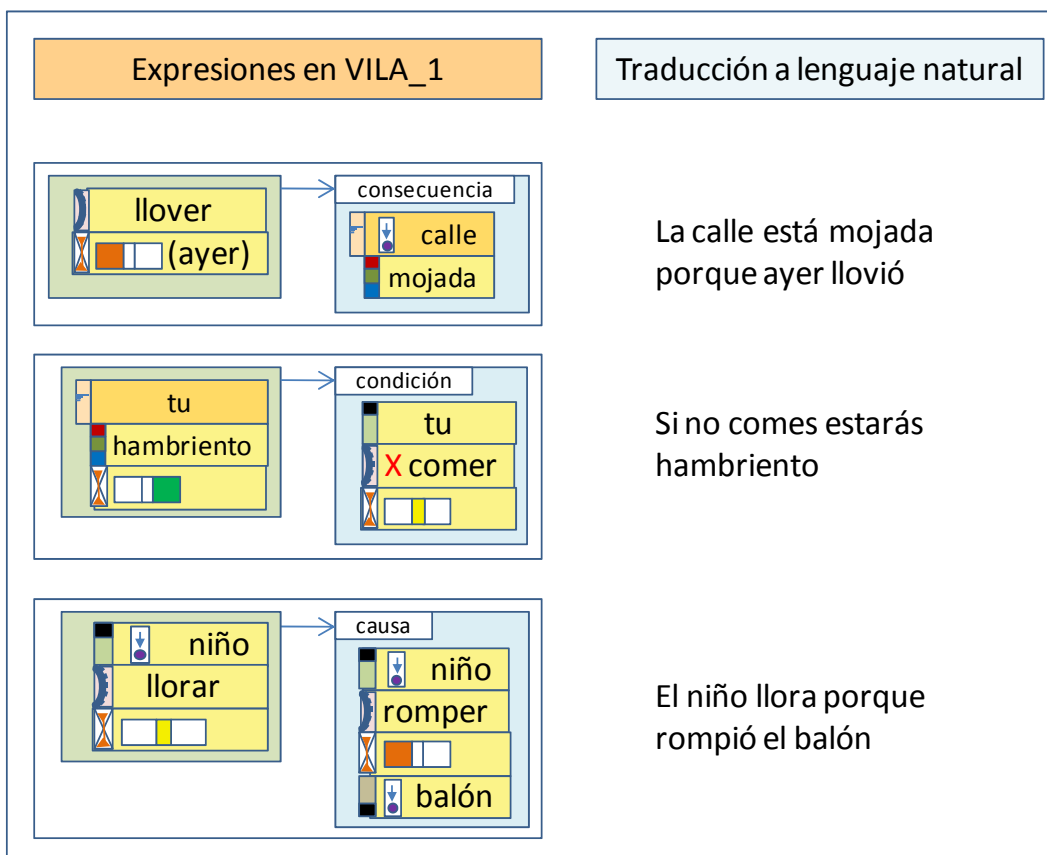 Expresiones en VILA_1
Traducción a lenguaje natural
llover
(ayer)
consecuencia
calle
mojada
La calle está mojada
porque ayer llovió
tu
hambriento
condición
tu
X comer
Si no comes estarás
hambriento
niño
llorar
causa
niño
romper
balón
El niño llora porque
rompió el balón